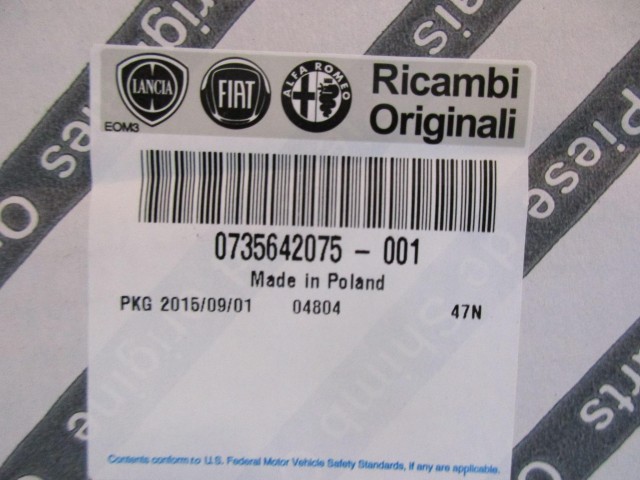 LANCIA FIAT ALFA ROMEO Ricambi
EOM3 Originali
0735642075 - 001
Made in Poland
PKG 2015/09/01 04804 47N
Contents conform to U.S. Federal Motor Vehicle Safety Standards, if any are applicable.
Piese